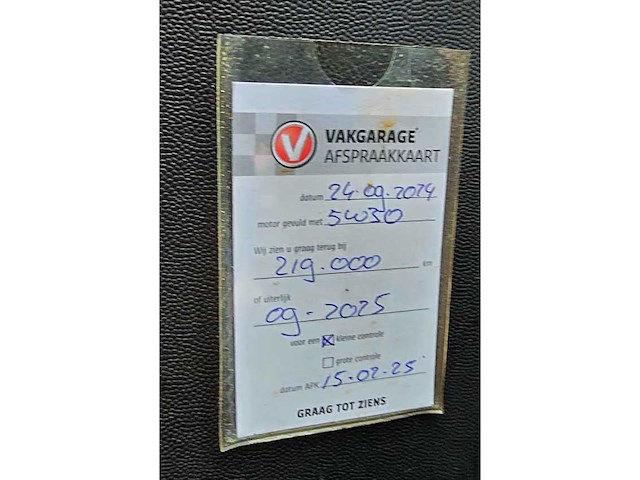 V VAKGARAGE
AFSPRAAKKAART
datum 24.09.2024
motor gevuld met 5W30
Wij zien u graag terug bij
219.000 km
of uiterlijk
09-2025
voor een kleine controle
grote controle
datum APK 15.02.25
GRAAG TOT ZIENS